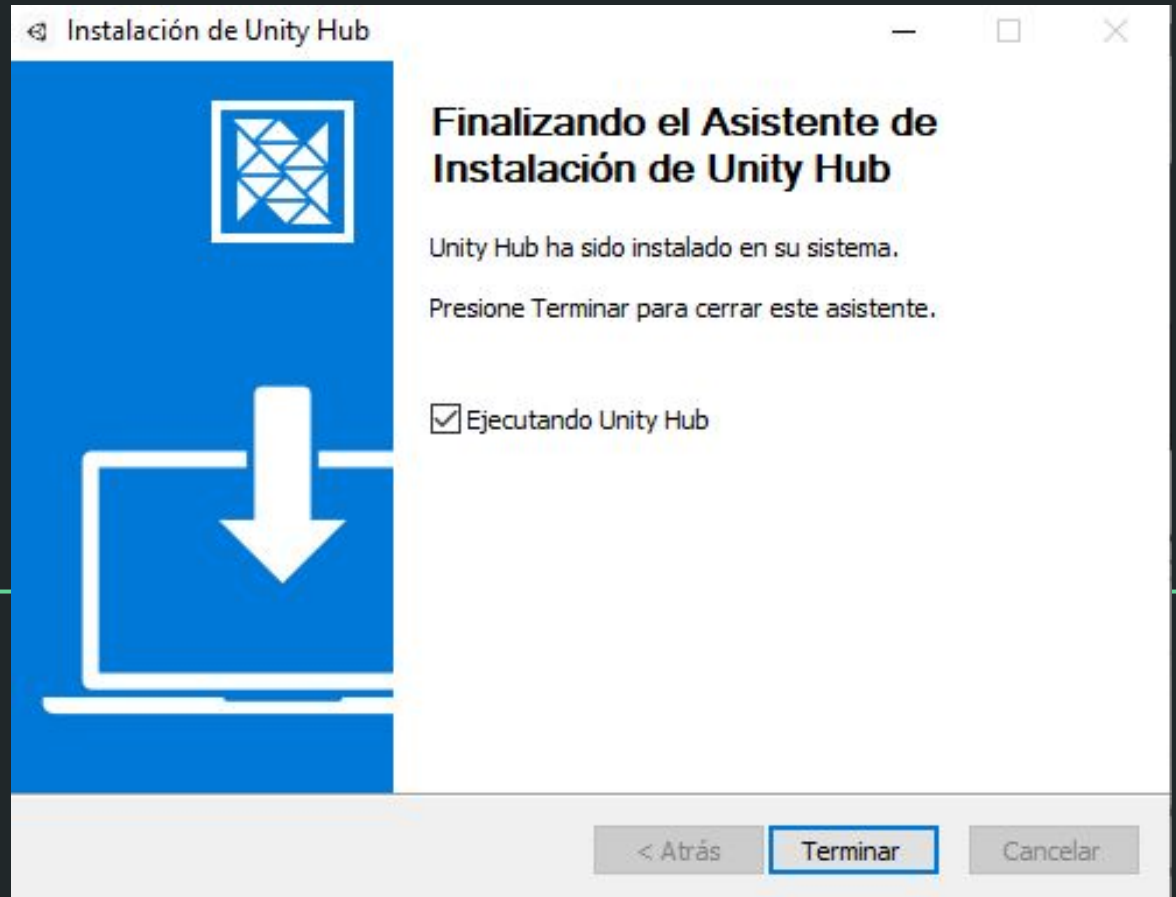 Instalación de Unity Hub
Finalizando el Asistente de
Instalación de Unity Hub
Unity Hub ha sido instalado en su sistema.
Presione Terminar para cerrar este asistente.
Ejecutando Unity Hub
< Atrás
Terminar
Cancelar